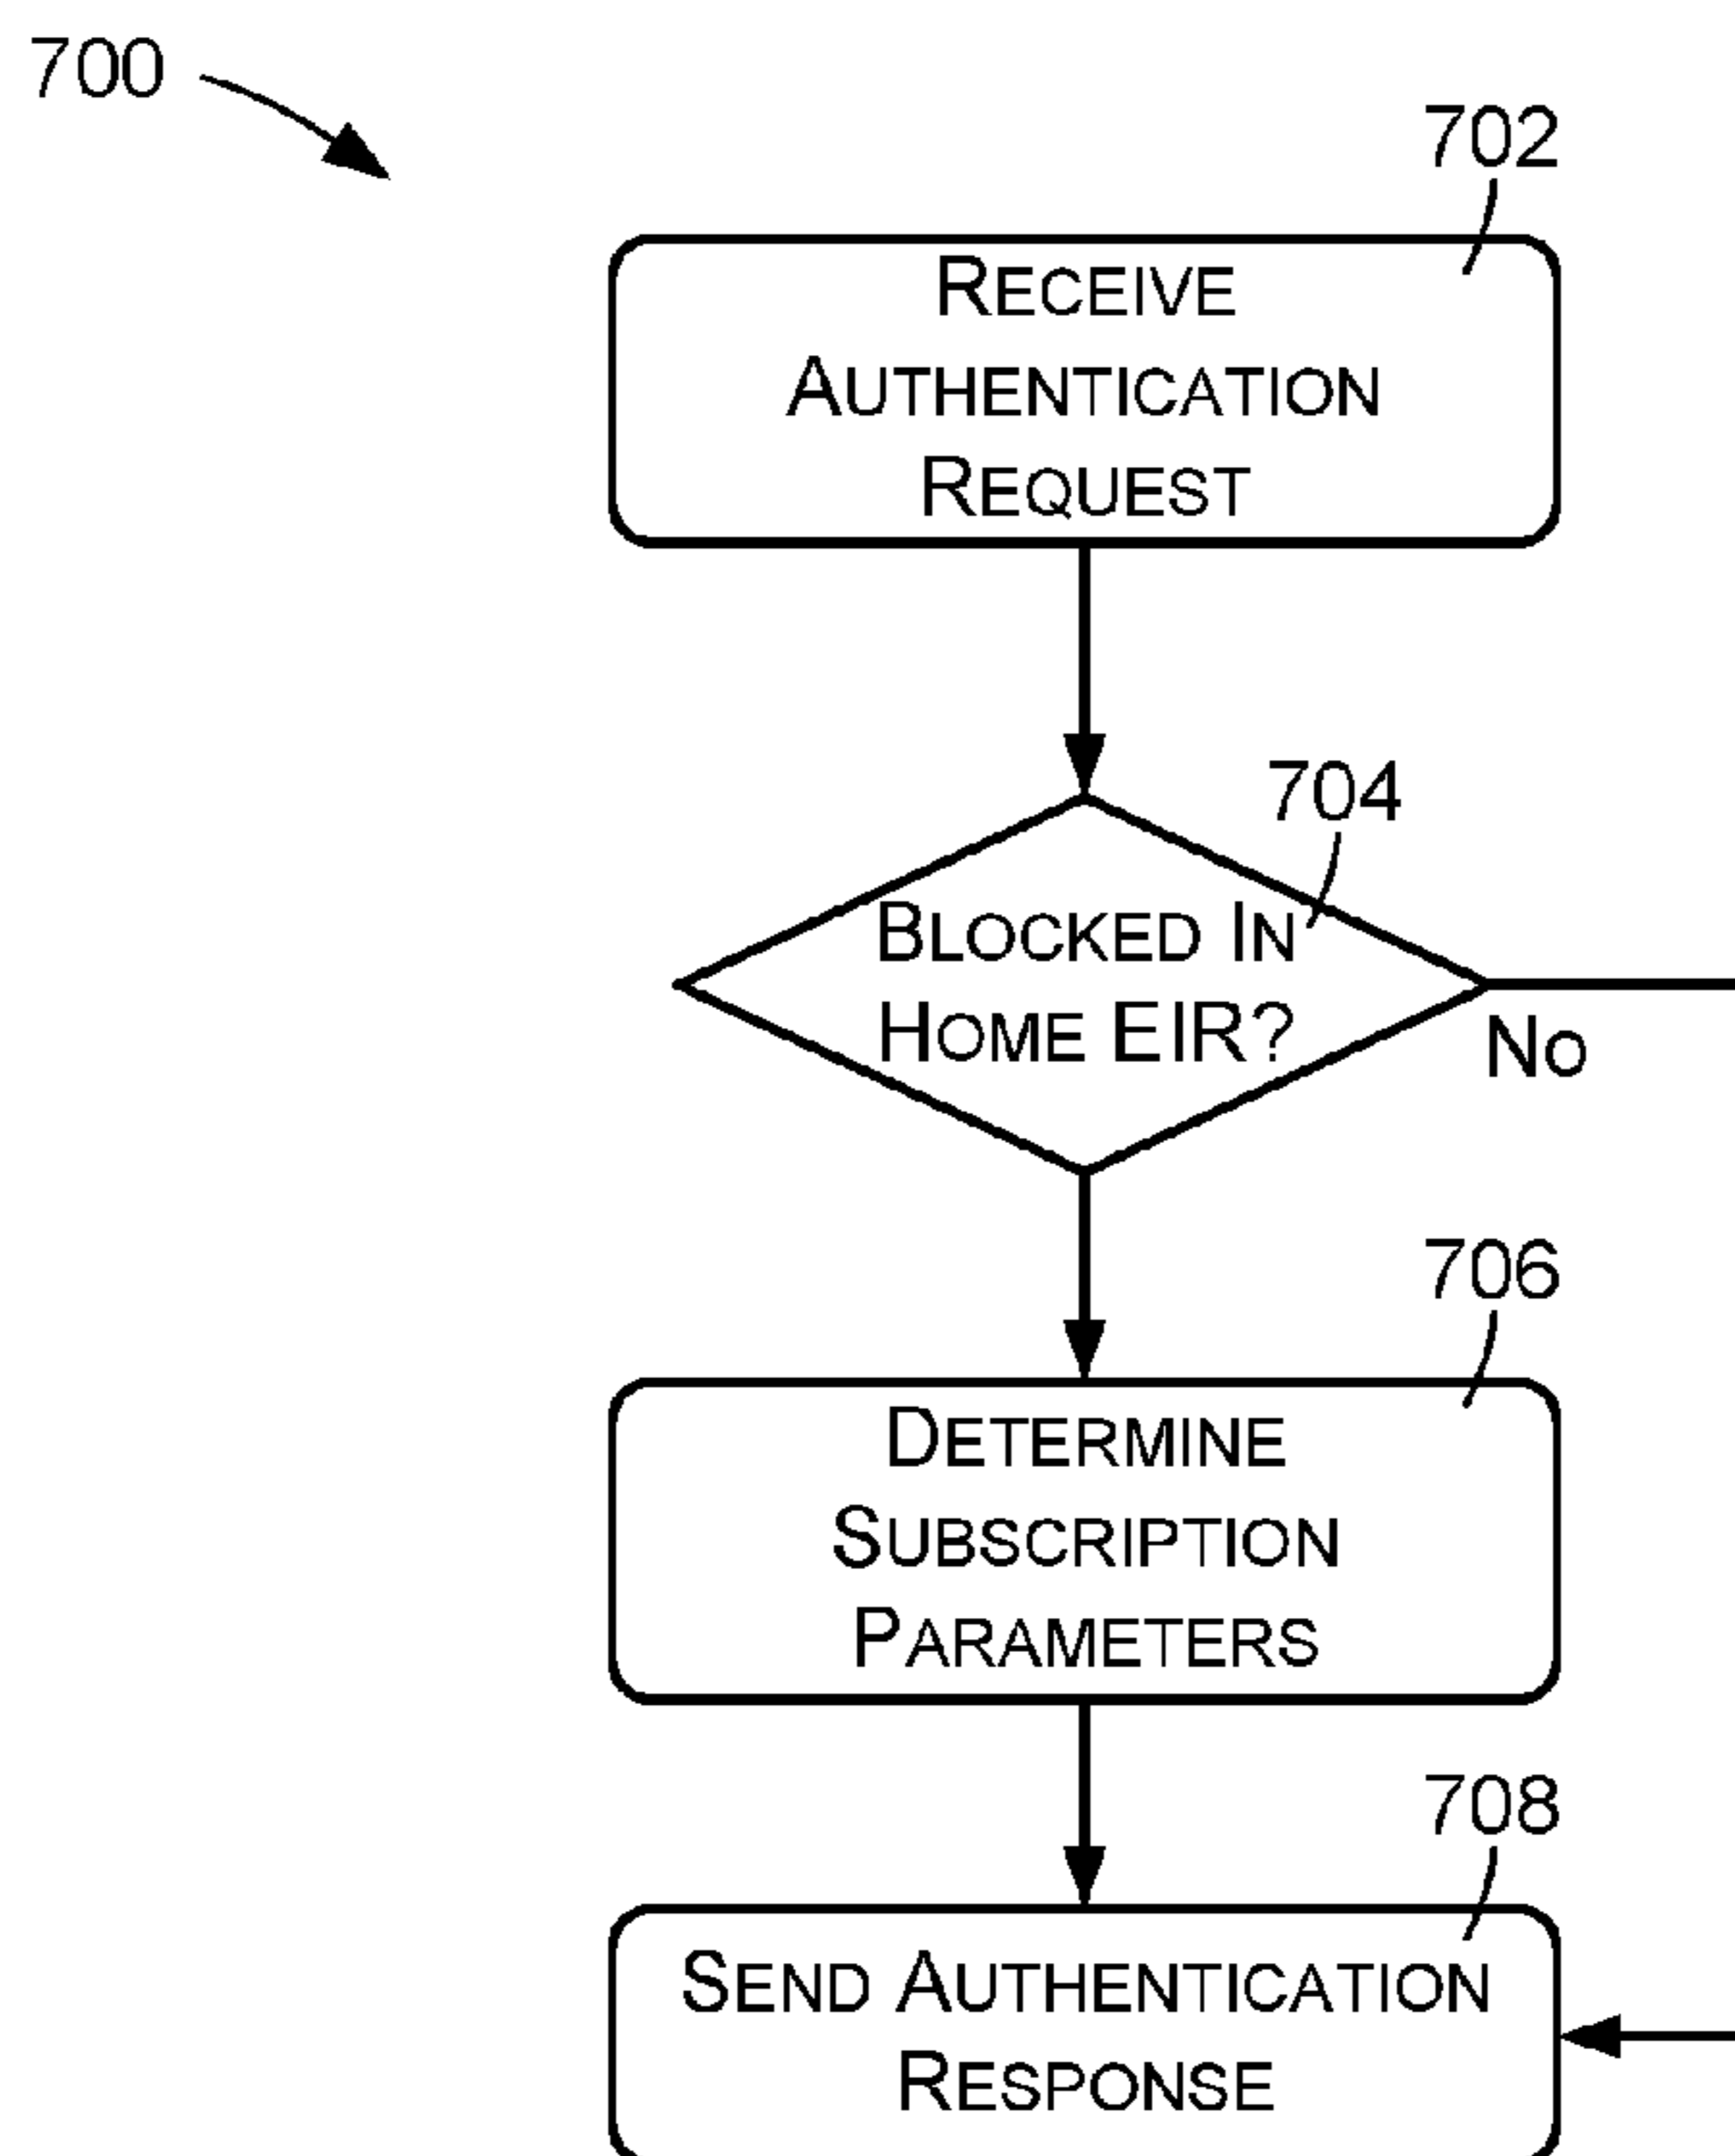 700
702
RECEIVE
AUTHENTICATION
REQUEST
704
BLOCKED IN
HOME EIR?
NO
706
DETERMINE
SUBSCRIPTION
PARAMETERS
708
SEND AUTHENTICATION
RESPONSE